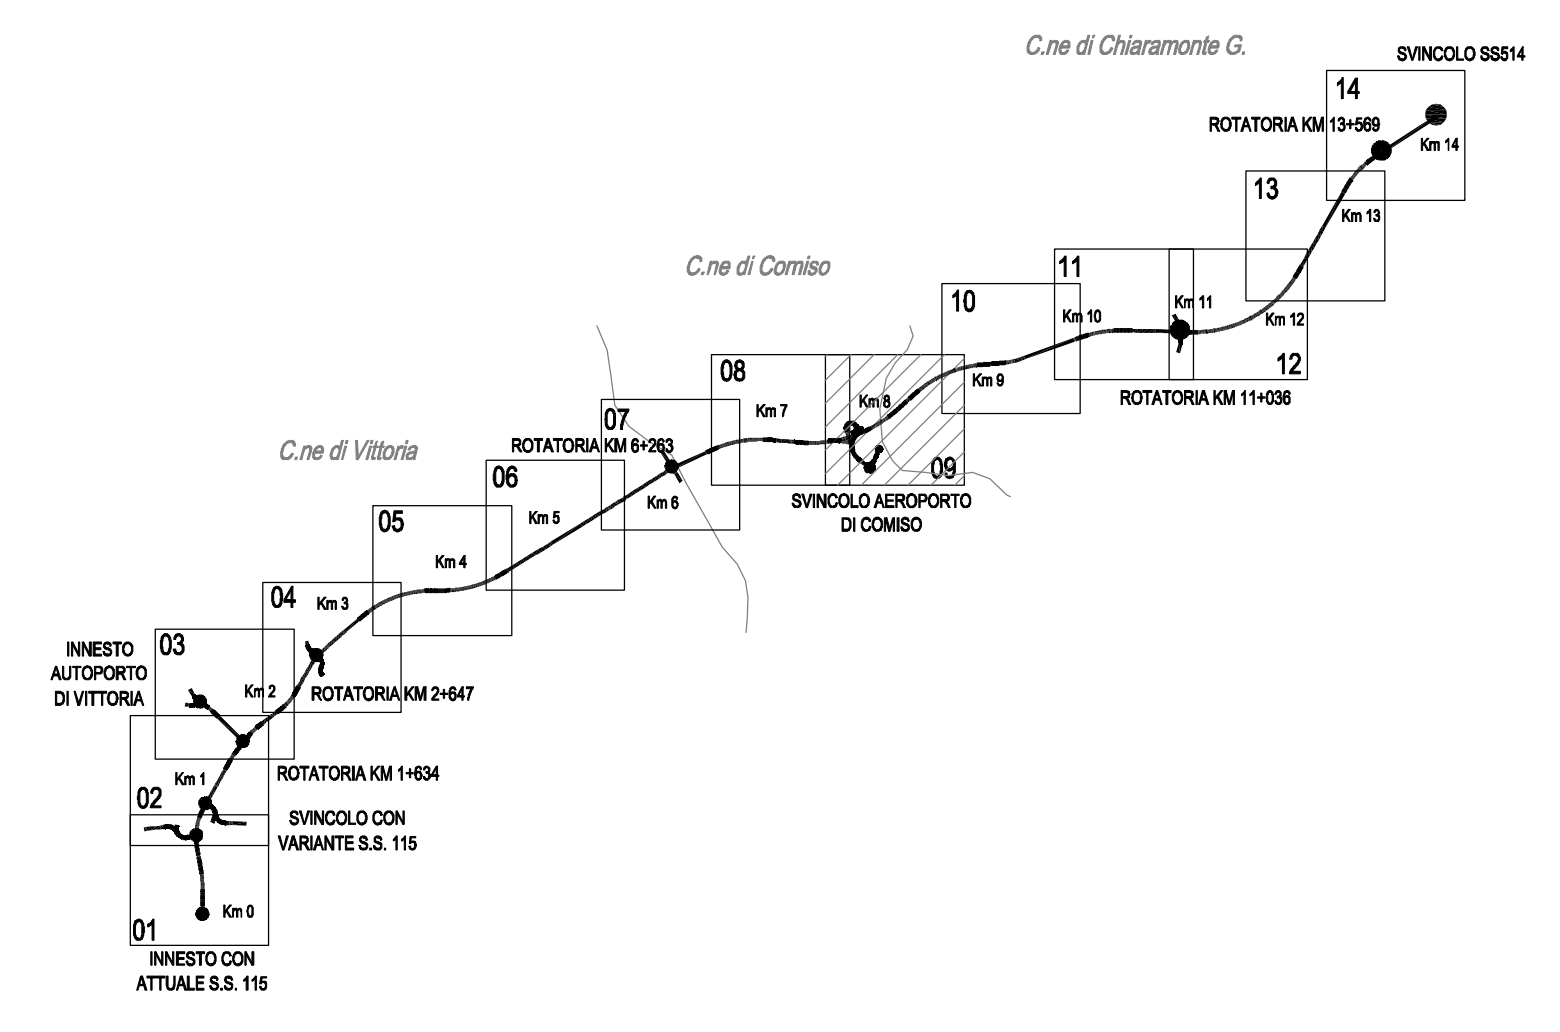 C.ne di Chiaramonte G.
SVINCOLO SS514
14
ROTATORIA KM 13+569
Km 14
13
Km 13
C.ne di Comiso
11
10
Km 11
Km 10
Km 12
12
08
Km 9
ROTATORIA KM 11+036
Km 8
Km 7
07
ROTATORIA KM 6+263
C.ne di Vittoria
09
06
SVINCOLO AEROPORTO
DI COMISO
Km 6
05
Km 5
Km 4
04
Km 3
03
INNESTO
AUTOPORTO
DI VITTORIA
Km 2
ROTATORIA KM 2+647
ROTATORIA KM 1+634
Km 1
02
SVINCOLO CON
VARIANTE S.S. 115
Km 0
01
INNESTO CON
ATTUALE S.S. 115